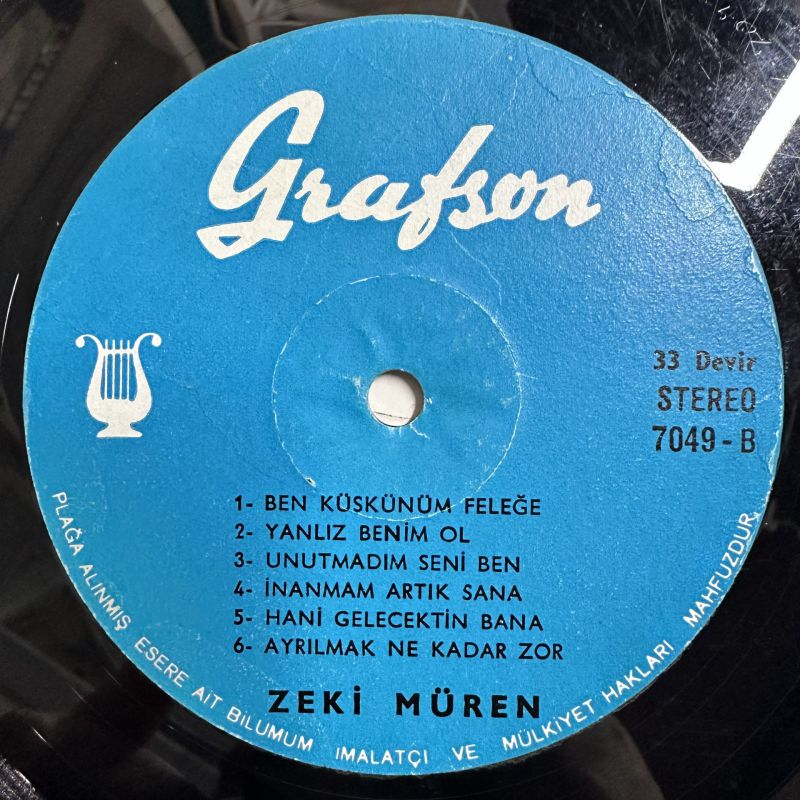 Grafson
33 Devir
STEREO
7049 - B
1- BEN KÜSKÜNÜM FELEĞE
2- YANLIZ BENİM OL
3- UNUTMADIM SENİ BEN
4- İNANMAM ARTIK SANA
5- HANİ GELECEKTİN BANA
6- AYRILMAK NE KADAR ZOR
ZEKİ MÜREN
PLAĞA ALINMIŞ ESERE AİT BİLUMUM İMALATÇI VE MÜLKİYET HAKLARI MAHFUZDUR.